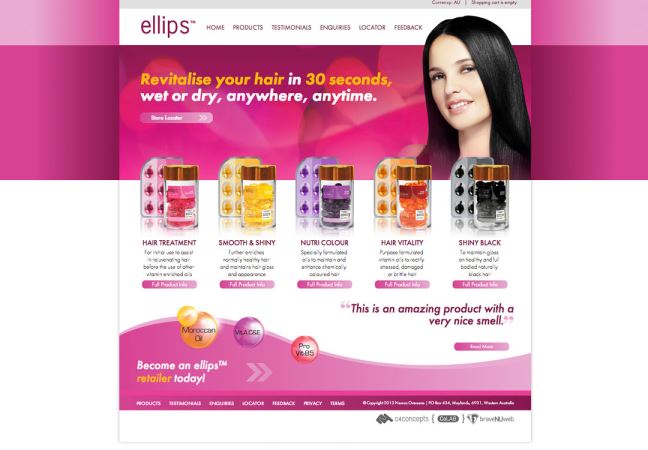 Currency: AU | Shopping cart is empty.
ellips™
HOME PRODUCTS TESTIMONIALS ENQUIRIES LOCATOR FEEDBACK
Revitalise your hair in 30 seconds,
wet or dry, anywhere, anytime.
Store Locator
HAIR TREATMENT
For initial use to assist
in rejuvenating hair
before the use of other
vitamin enriched oils
Full Product Info
SMOOTH & SHINY
Further enriches
normally healthy hair
and maintains hair gloss
and appearance
Full Product Info
NUTRI COLOUR
Specially formulated
oils to maintain and
enhance chemically
coloured hair
Full Product Info
HAIR VITALITY
Purpose formulated
vitamin oils to rectify
stressed, damaged
or brittle hair
Full Product Info
SHINY BLACK
To maintain gloss
on healthy and full
bodied naturally
black hair
Full Product Info
“This is an amazing product with a
very nice smell.”
Read More
Moroccan
Oil
Vit A,C&E
Pro
Vit-B5
Become an ellips™
retailer today!
PRODUCTS TESTIMONIALS ENQUIRIES LOCATOR FEEDBACK PRIVACY TERMS
© Copyright 2013 Nawas Overseas | PO Box 434, Maylands, 6931, Western Australia
c4concepts { CoLAB } braveNUweb